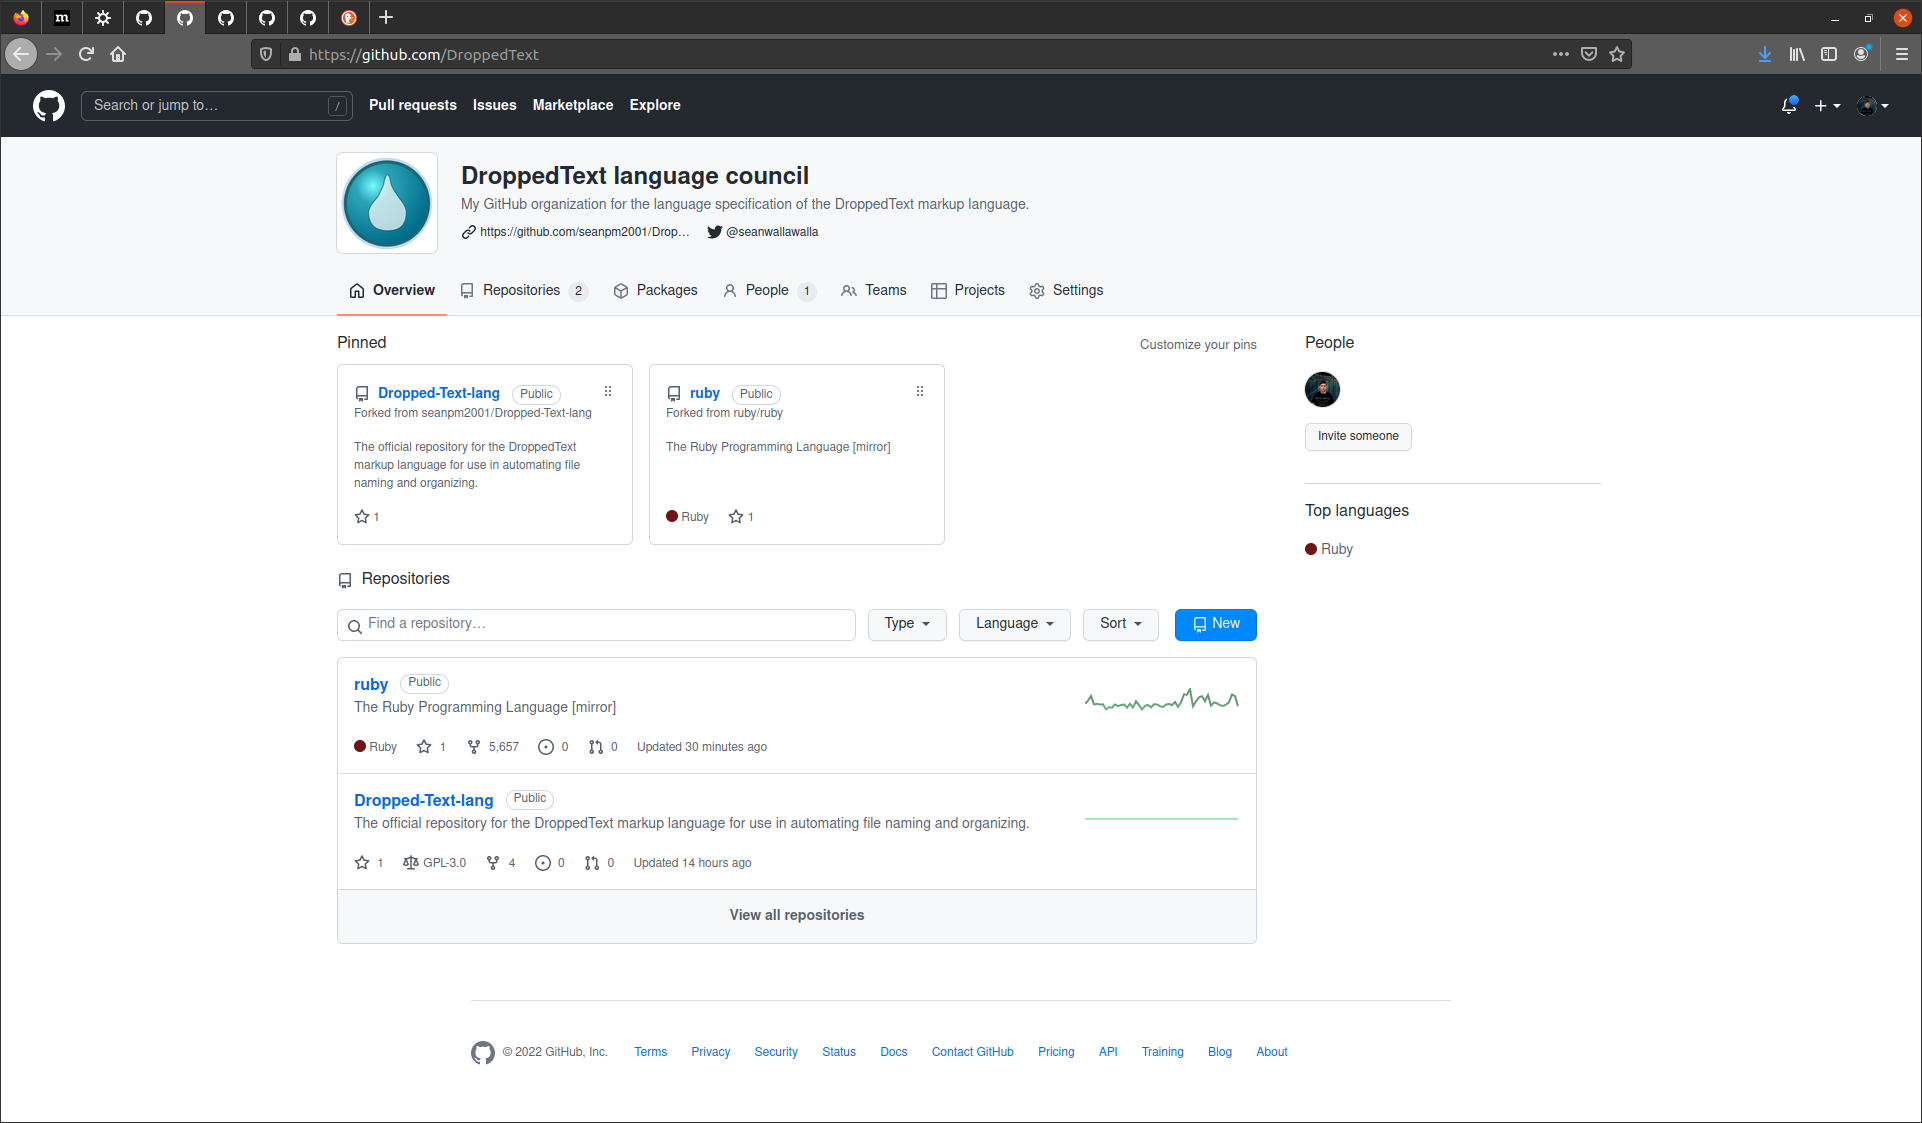 m
https://github.com/DroppedText
Search or jump to…
/
Pull requests
Issues
Marketplace
Explore
DroppedText language council
My GitHub organization for the language specification of the DroppedText markup language.
https://github.com/seanpm2001/Drop…
@seanwallawalla
Overview
Repositories 2
Packages
People 1
Teams
Projects
Settings
Pinned
Customize your pins
Dropped-Text-lang Public
Forked from seanpm2001/Dropped-Text-lang
The official repository for the DroppedText
markup language for use in automating file
naming and organizing.
1
ruby Public
Forked from ruby/ruby
The Ruby Programming Language [mirror]
Ruby 1
People
Invite someone
Top languages
Ruby
Repositories
Find a repository…
Type
Language
Sort
New
ruby Public
The Ruby Programming Language [mirror]
Ruby 1 5,657 0 0 Updated 30 minutes ago
Dropped-Text-lang Public
The official repository for the DroppedText markup language for use in automating file naming and organizing.
1 GPL-3.0 4 0 0 Updated 14 hours ago
View all repositories
© 2022 GitHub, Inc. Terms Privacy Security Status Docs Contact GitHub Pricing API Training Blog About